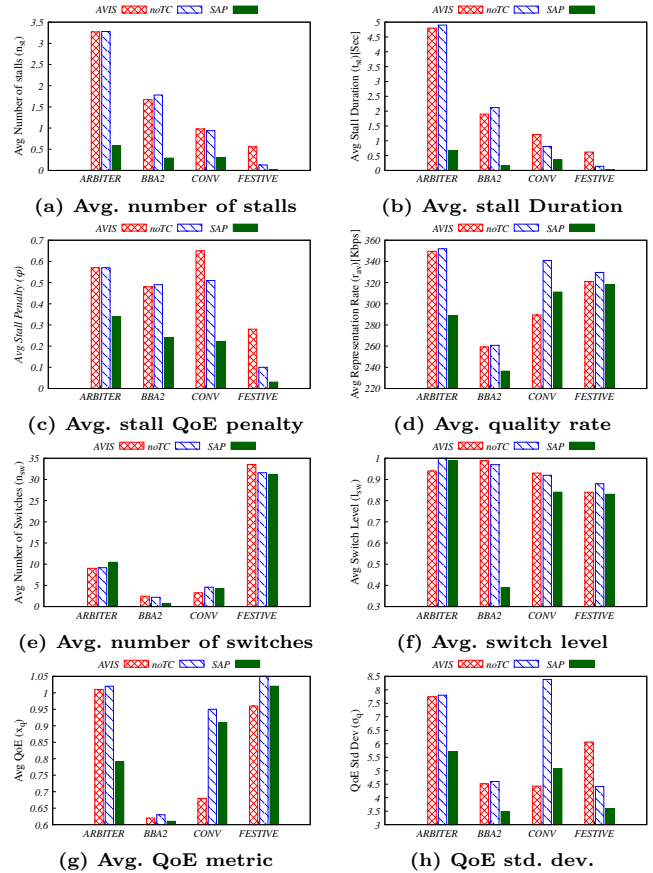 AVIS noTC SAP
Avg Number of stalls (n_st)
3.5
3
2.5
2
1.5
1
0.5
0
ARBITER BBA2 CONV FESTIVE
(a) Avg. number of stalls
AVIS noTC SAP
Avg Stall Duration (t_st)[Sec]
5
4.5
4
3.5
3
2.5
2
1.5
1
0.5
0
ARBITER BBA2 CONV FESTIVE
(b) Avg. stall Duration
AVIS noTC SAP
Avg Stall Penalty (φ)
0.7
0.6
0.5
0.4
0.3
0.2
0.1
0
ARBITER BBA2 CONV FESTIVE
(c) Avg. stall QoE penalty
AVIS noTC SAP
Avg Representation Rate (r_av)[Kbps]
360
340
320
300
280
260
240
220
ARBITER BBA2 CONV FESTIVE
(d) Avg. quality rate
AVIS noTC SAP
Avg Number of Switches (n_sw)
35
30
25
20
15
10
5
0
ARBITER BBA2 CONV FESTIVE
(e) Avg. number of switches
AVIS noTC SAP
Avg Switch Level (l_sw)
1
0.9
0.8
0.7
0.6
0.5
0.4
0.3
ARBITER BBA2 CONV FESTIVE
(f) Avg. switch level
AVIS noTC SAP
Avg QoE (x_q)
1.05
1
0.95
0.9
0.85
0.8
0.75
0.7
0.65
0.6
ARBITER BBA2 CONV FESTIVE
(g) Avg. QoE metric
AVIS noTC SAP
QoE Std Dev (σ_q)
8.5
8
7.5
7
6.5
6
5.5
5
4.5
4
3.5
3
ARBITER BBA2 CONV FESTIVE
(h) QoE std. dev.